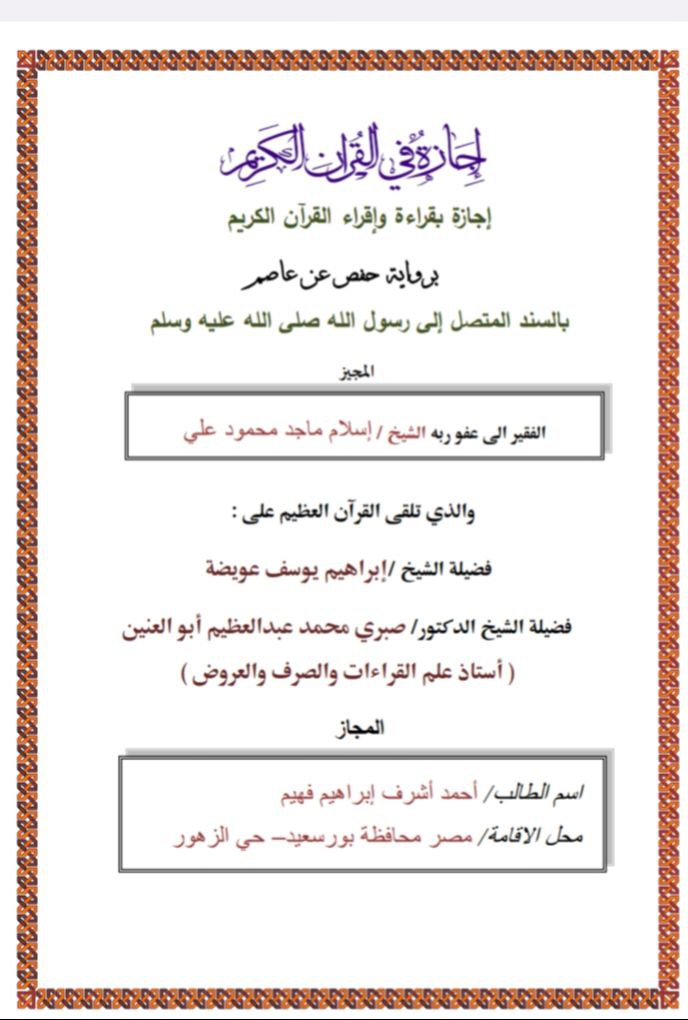 إجازة في القرآن الكريم
إجازة بقراءة وإقراء القرآن الكريم
برواية حفص عن عاصم
بالسند المتصل إلى رسول الله صلى الله عليه وسلم
المجيز
الفقير الى عفو ربه الشيخ / إسلام ماجد محمود علي
والذي تلقى القرآن العظيم على :
فضيلة الشيخ /إبراهيم يوسف عويضة
فضيلة الشيخ الدكتور/ صبري محمد عبدالعظيم أبو العنين
( أستاذ علم القراءات والصرف والعروض )
المجاز
اسم الطالب/ أحمد أشرف إبراهيم فهيم
محل الاقامة/ مصر محافظة بورسعيد– حي الزهور